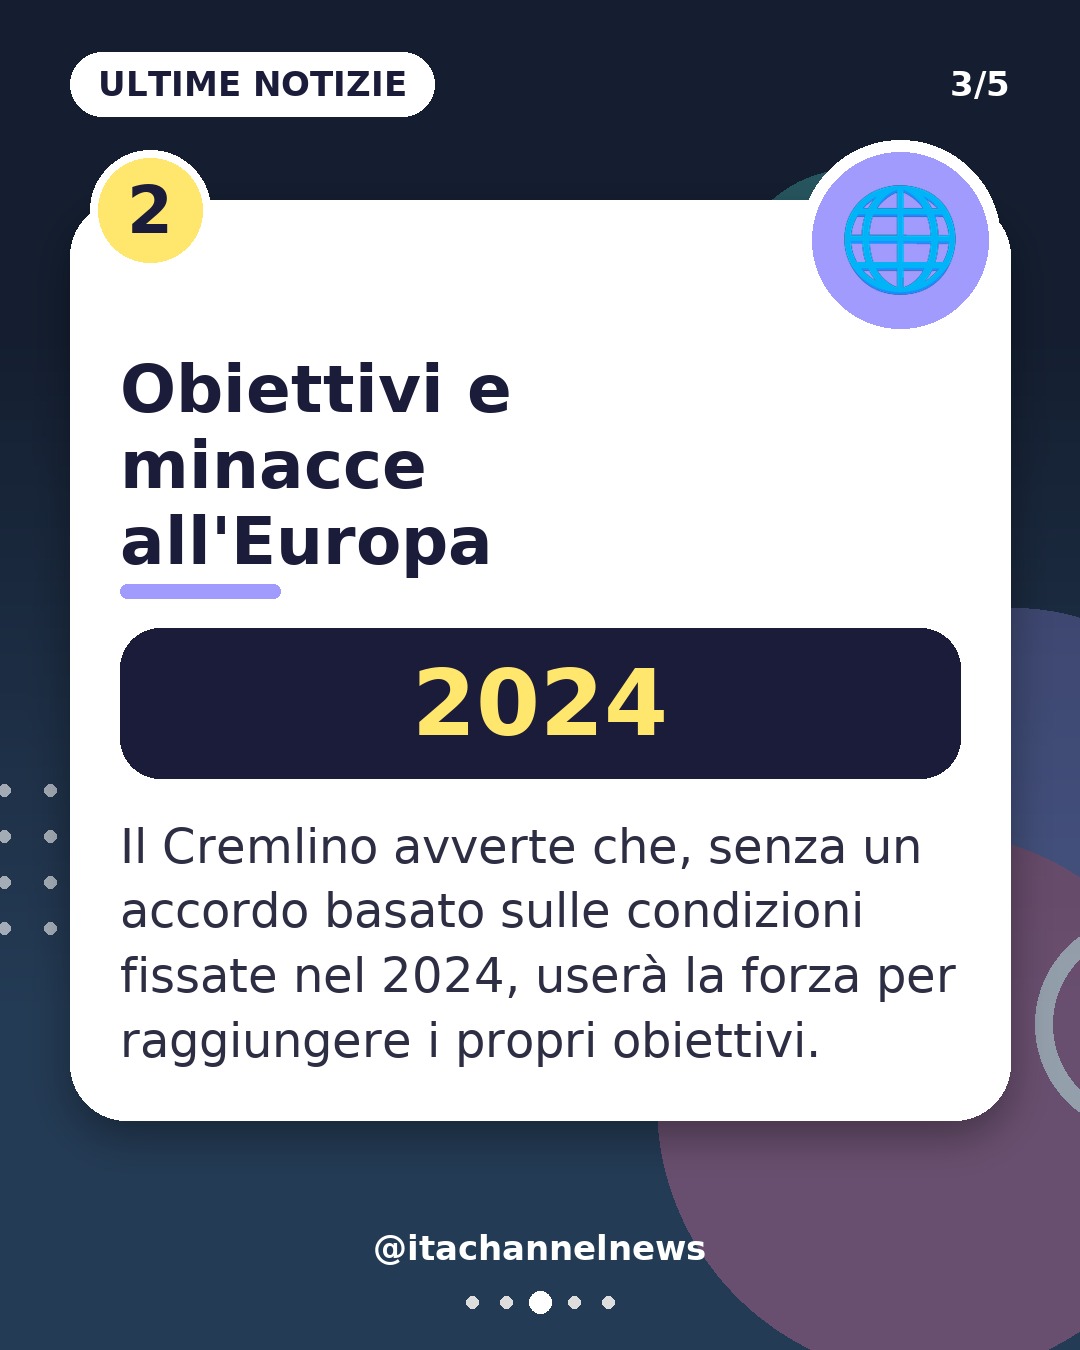 ULTIME NOTIZIE
3/5
2
Obiettivi e
minacce
all'Europa
2024
Il Cremlino avverte che, senza un
accordo basato sulle condizioni
fissate nel 2024, userà la forza per
raggiungere i propri obiettivi.
@itachannelnews